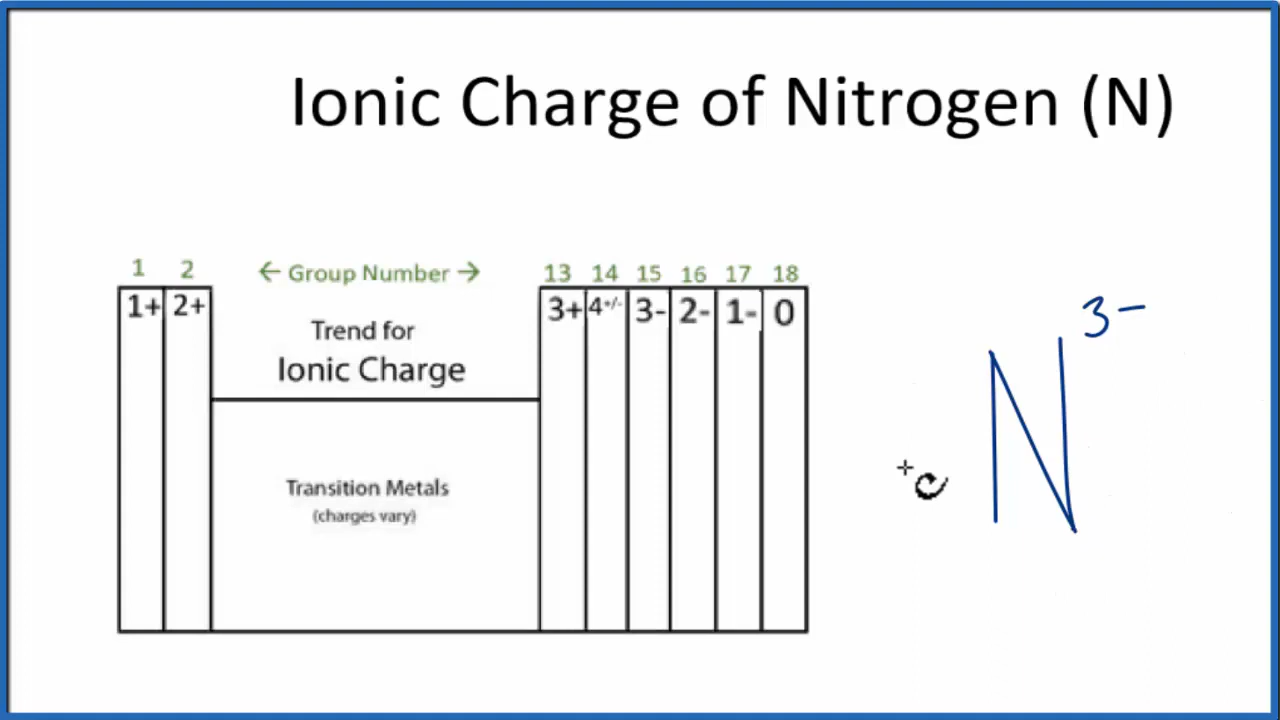 Ionic Charge of Nitrogen (N)
1 2 ← Group Number → 13 14 15 16 17 18
1+ 2+ 3+ 4+/- 3- 2- 1- 0
Trend for
Ionic Charge
Transition Metals
(charges vary)
N³⁻